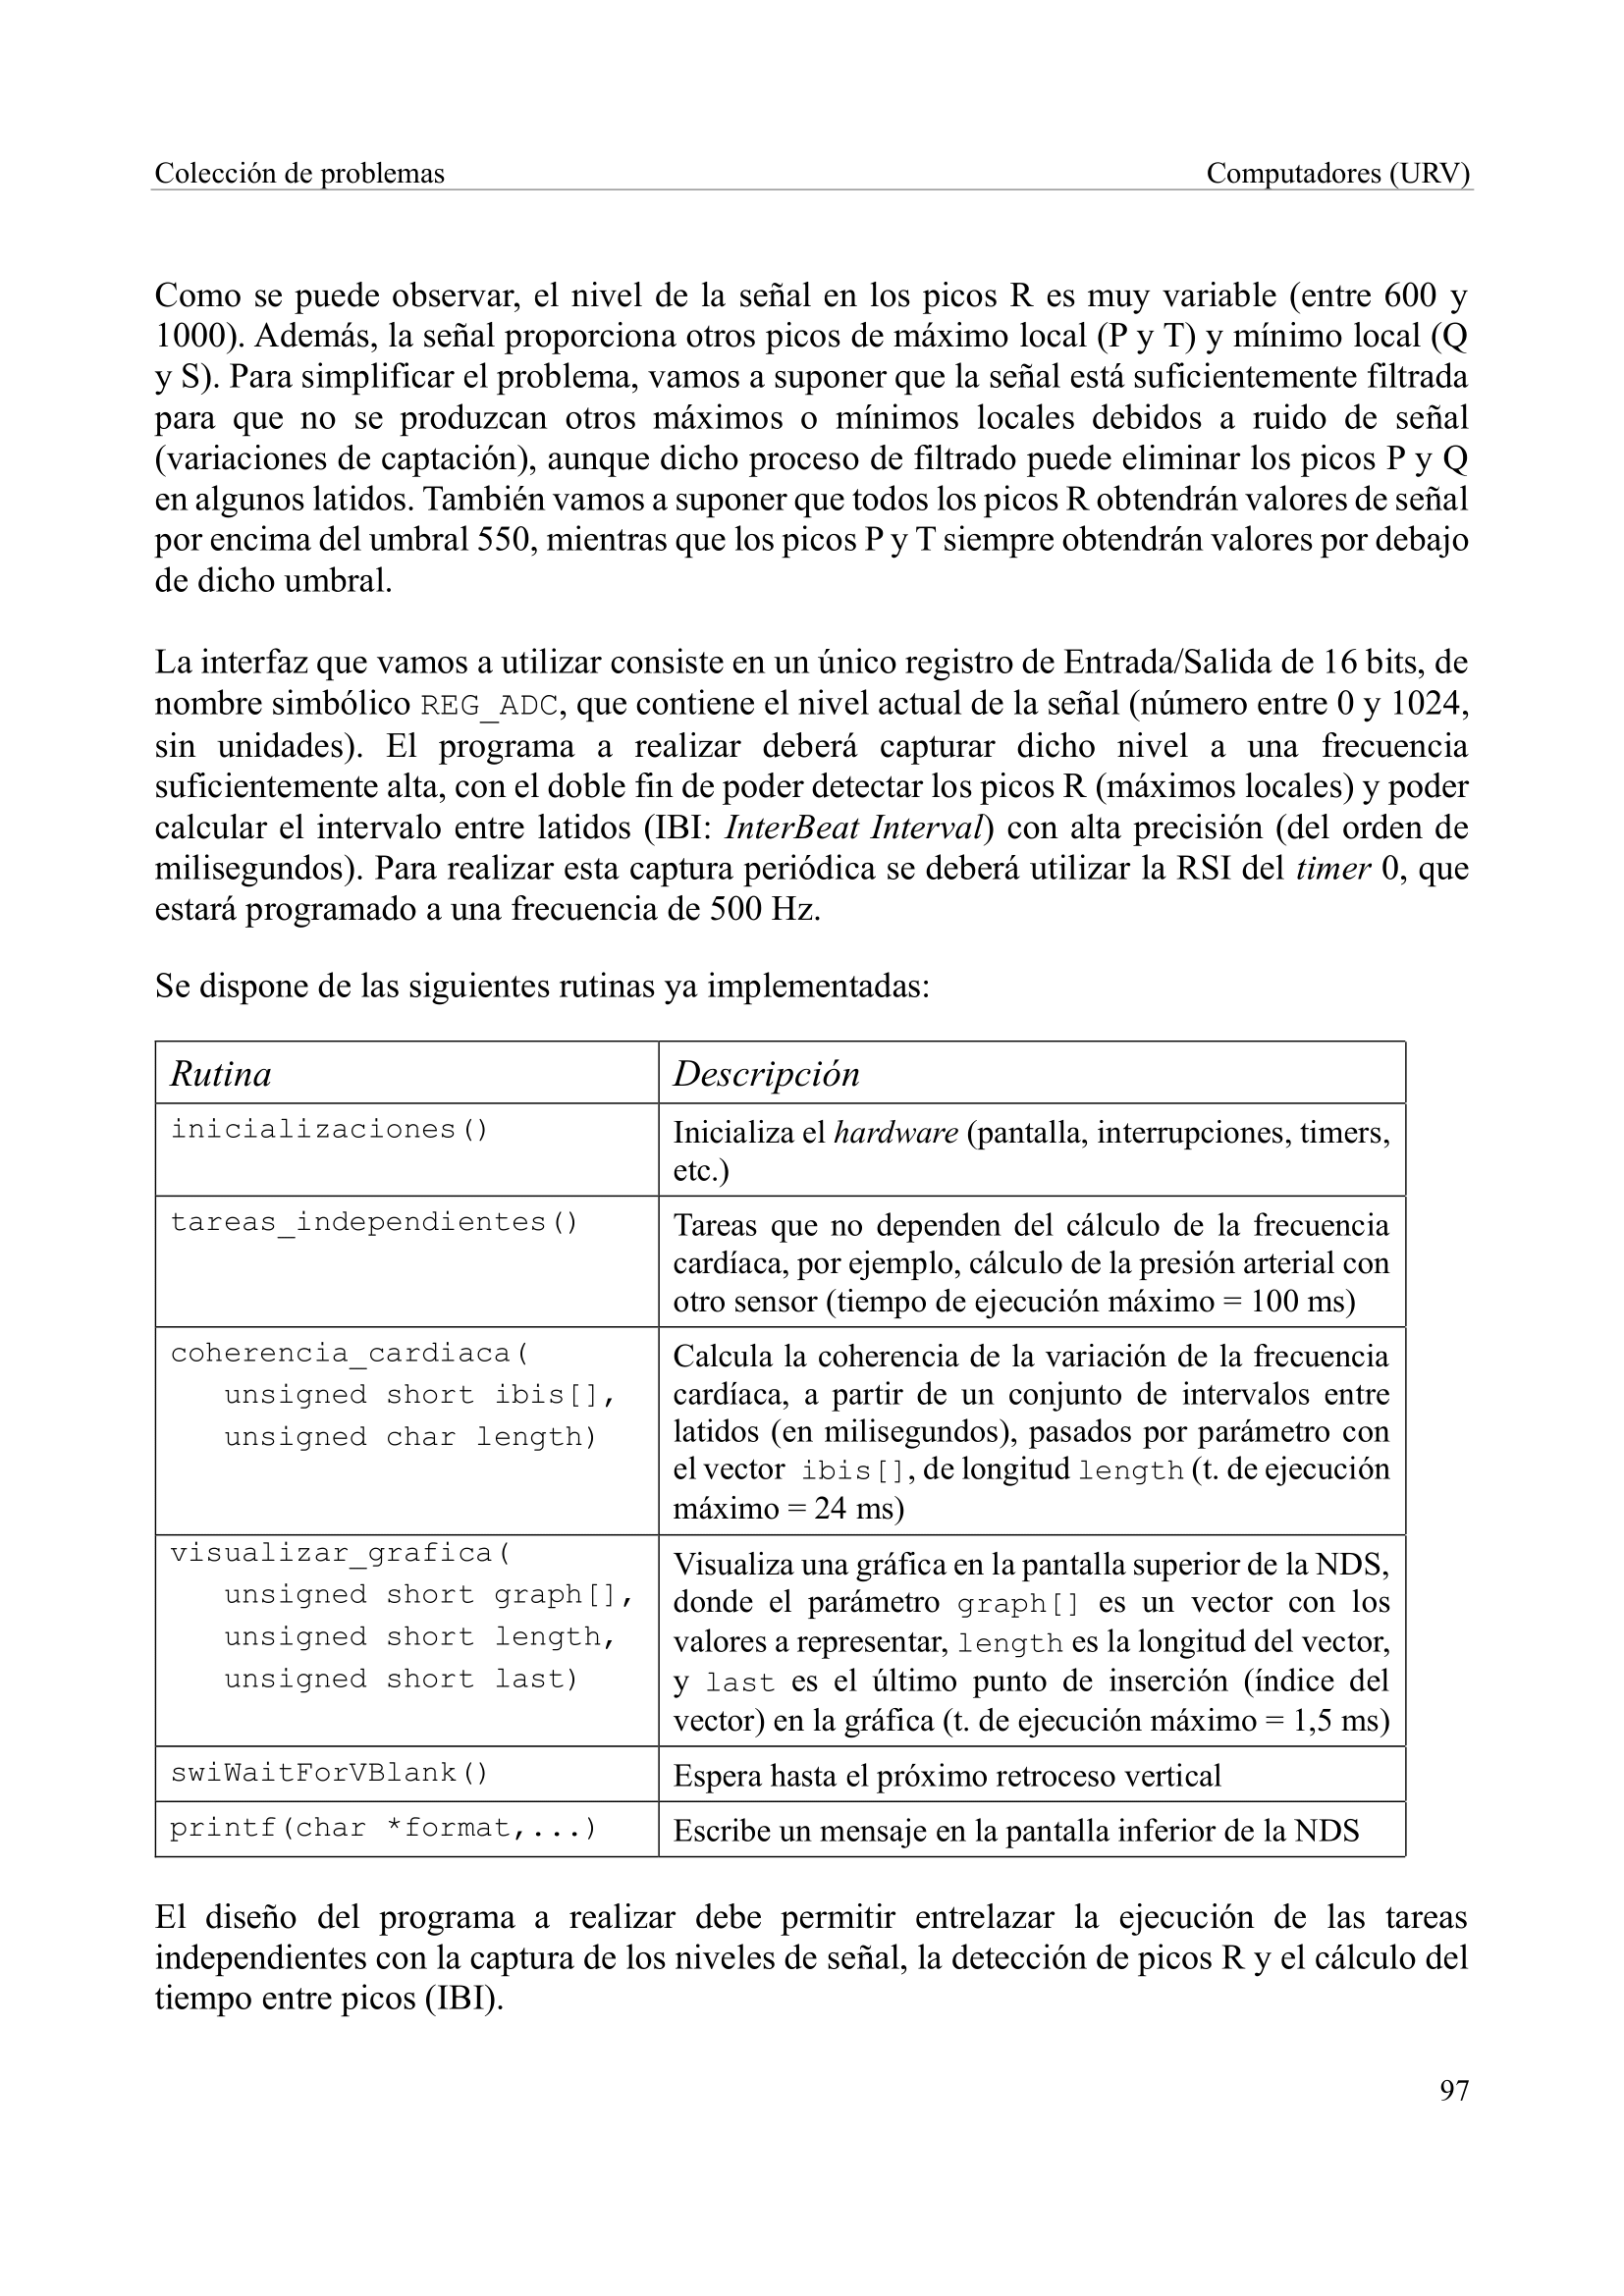 Colección de problemas
Computadores (URV)
Como se puede observar, el nivel de la señal en los picos R es muy variable (entre 600 y
1000). Además, la señal proporciona otros picos de máximo local (P y T) y mínimo local (Q
y S). Para simplificar el problema, vamos a suponer que la señal está suficientemente filtrada
para que no se produzcan otros máximos o mínimos locales debidos a ruido de señal
(variaciones de captación), aunque dicho proceso de filtrado puede eliminar los picos P y Q
en algunos latidos. También vamos a suponer que todos los picos R obtendrán valores de señal
por encima del umbral 550, mientras que los picos P y T siempre obtendrán valores por debajo
de dicho umbral.
La interfaz que vamos a utilizar consiste en un único registro de Entrada/Salida de 16 bits, de
nombre simbólico REG_ADC, que contiene el nivel actual de la señal (número entre 0 y 1024,
sin unidades). El programa a realizar deberá capturar dicho nivel a una frecuencia
suficientemente alta, con el doble fin de poder detectar los picos R (máximos locales) y poder
calcular el intervalo entre latidos (IBI: InterBeat Interval) con alta precisión (del orden de
milisegundos). Para realizar esta captura periódica se deberá utilizar la RSI del timer 0, que
estará programado a una frecuencia de 500 Hz.
Se dispone de las siguientes rutinas ya implementadas:
Rutina
Descripción
inicializaciones()
Inicializa el hardware (pantalla, interrupciones, timers,
etc.)
tareas_independientes()
Tareas que no dependen del cálculo de la frecuencia
cardíaca, por ejemplo, cálculo de la presión arterial con
otro sensor (tiempo de ejecución máximo = 100 ms)
coherencia_cardiaca(
unsigned short ibis[],
unsigned char length)
Calcula la coherencia de la variación de la frecuencia
cardíaca, a partir de un conjunto de intervalos entre
latidos (en milisegundos), pasados por parámetro con
el vector ibis[], de longitud length (t. de ejecución
máximo = 24 ms)
visualizar_grafica(
unsigned short graph[],
unsigned short length,
unsigned short last)
Visualiza una gráfica en la pantalla superior de la NDS,
donde el parámetro graph[] es un vector con los
valores a representar, length es la longitud del vector,
y last es el último punto de inserción (índice del
vector) en la gráfica (t. de ejecución máximo = 1,5 ms)
swiWaitForVBlank()
Espera hasta el próximo retroceso vertical
printf(char *format,...)
Escribe un mensaje en la pantalla inferior de la NDS
El diseño del programa a realizar debe permitir entrelazar la ejecución de las tareas
independientes con la captura de los niveles de señal, la detección de picos R y el cálculo del
tiempo entre picos (IBI).
97